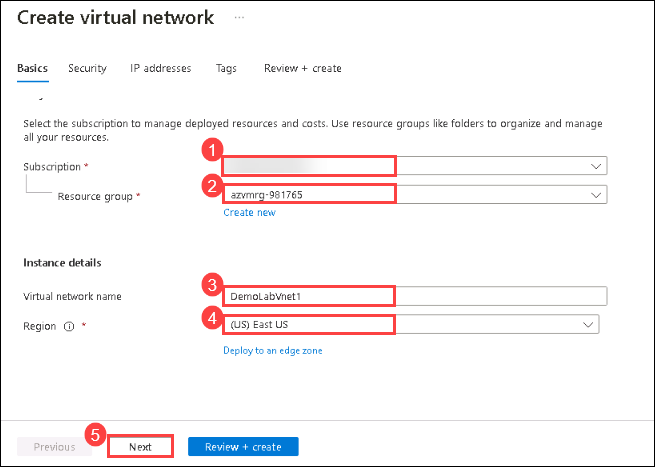 Create virtual network ...
Basics Security IP addresses Tags Review + create
Select the subscription to manage deployed resources and costs. Use resource groups like folders to organize and manage
all your resources.
1
Subscription *
2
Resource group * azvmrg-981765
Create new
Instance details
3
Virtual network name DemoLabVnet1
4
Region * (US) East US
Deploy to an edge zone
5
Previous Next Review + create